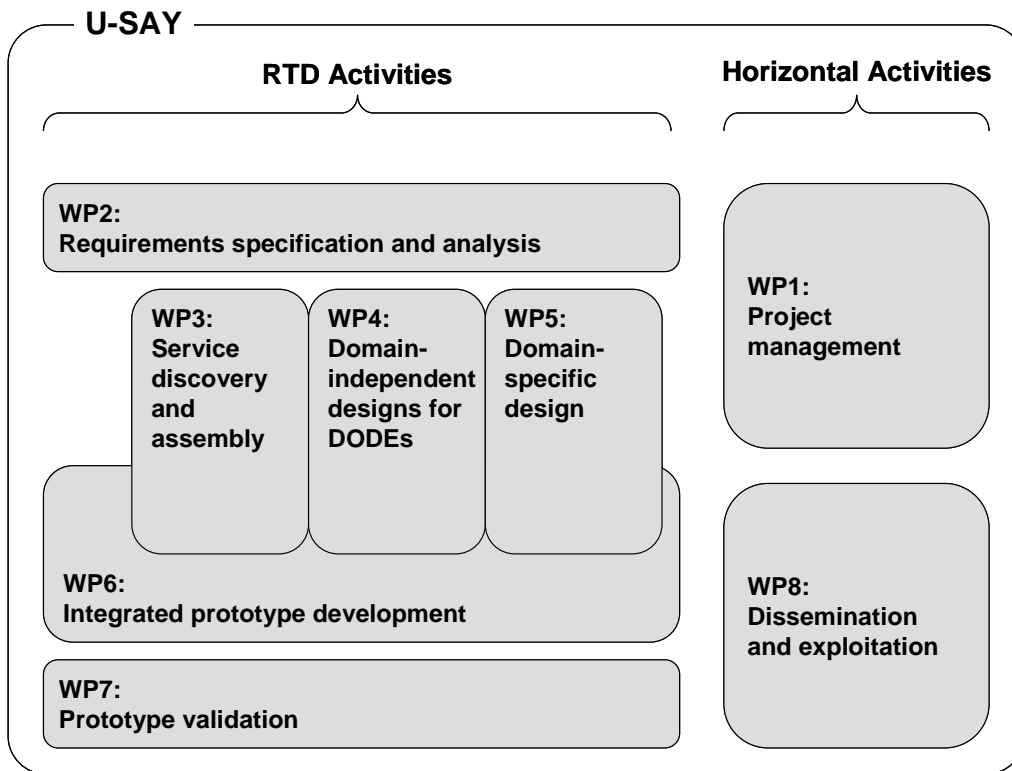 U-SAY
RTD Activities
Horizontal Activities
WP2:
Requirements specification and analysis
WP3:
Service
discovery
and
assembly
WP4:
Domain-
independent
designs for
DODEs
WP5:
Domain-
specific
design
WP6:
Integrated prototype development
WP7:
Prototype validation
WP1:
Project
management
WP8:
Dissemination
and exploitation